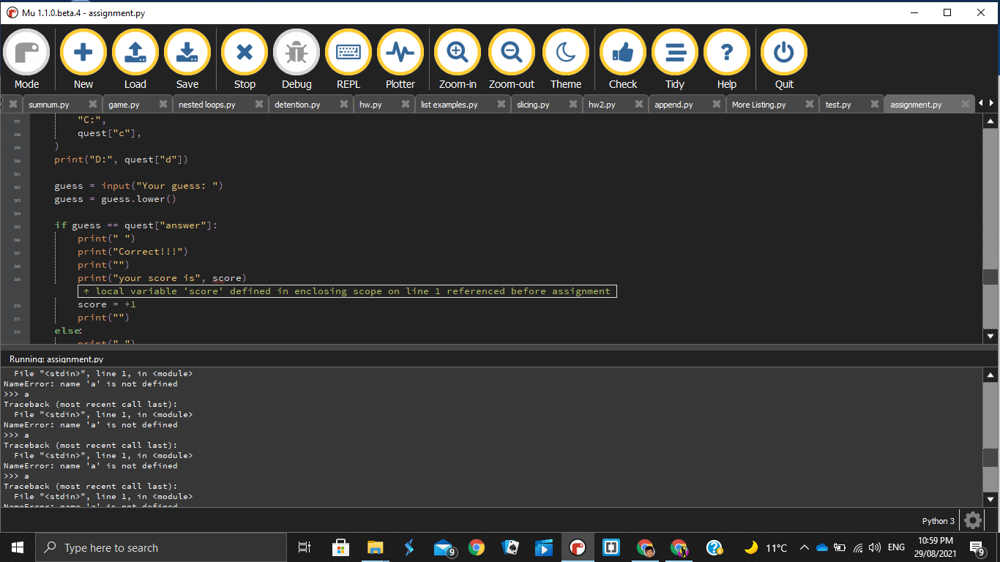 Mu 1.1.0.beta.4 - assignment.py
Mode New Load Save Stop Debug REPL Plotter Zoom-in Zoom-out Theme Check Tidy Help Quit
sumnum.py game.py nested loops.py detention.py hw.py list examples.py slicing.py hw2.py append.py More Listing.py test.py assignment.py
357 "C:",
358 quest["c"],
359 )
360 print("D:", quest["d"])
361
362 guess = input("Your guess: ")
363 guess = guess.lower()
364
365 if guess == quest["answer"]:
366 print(" ")
367 print("Correct!!!")
368 print("")
369 print("your score is", score)
↑ local variable 'score' defined in enclosing scope on line 1 referenced before assignment
370 score = +1
371 print("")
372 else:
print(" ")
Running: assignment.py
File "<stdin>", line 1, in <module>
NameError: name 'a' is not defined
>>> a
Traceback (most recent call last):
File "<stdin>", line 1, in <module>
NameError: name 'a' is not defined
>>> a
Traceback (most recent call last):
File "<stdin>", line 1, in <module>
NameError: name 'a' is not defined
>>> a
Traceback (most recent call last):
File "<stdin>", line 1, in <module>
NameError: name 'a' is not defined
Python 3
Type here to search
9
11°C
ENG
10:59 PM
29/08/2021
9